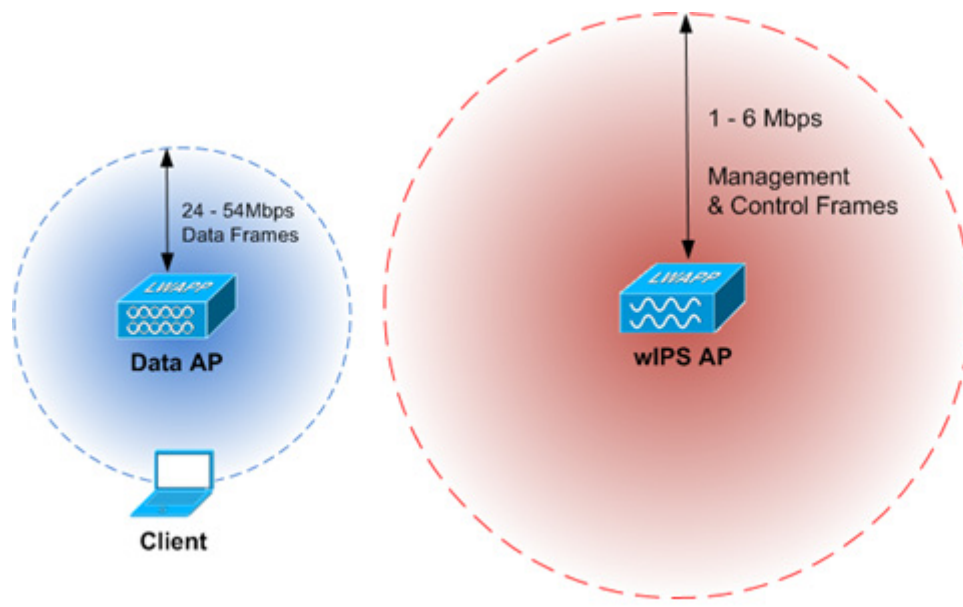 24 - 54Mbps
Data Frames
LWAPP
Data AP
Client
1 - 6 Mbps
Management
& Control Frames
LWAPP
wIPS AP